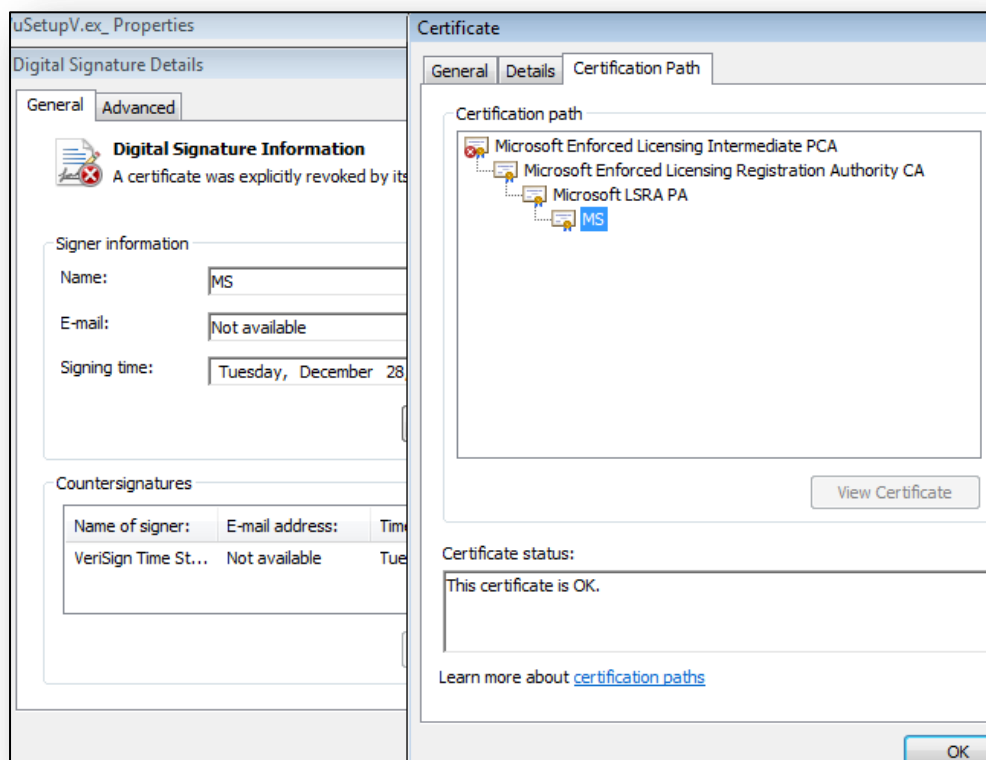 uSetupV.ex_ Properties
Digital Signature Details
General Advanced
Digital Signature Information
A certificate was explicitly revoked by its
Signer information
Name: MS
E-mail: Not available
Signing time: Tuesday, December 28,
Countersignatures
Name of signer: E-mail address: Time
VeriSign Time St... Not available Tue
Certificate
General Details Certification Path
Certification path
Microsoft Enforced Licensing Intermediate PCA
Microsoft Enforced Licensing Registration Authority CA
Microsoft LSRA PA
MS
View Certificate
Certificate status:
This certificate is OK.
Learn more about certification paths
OK